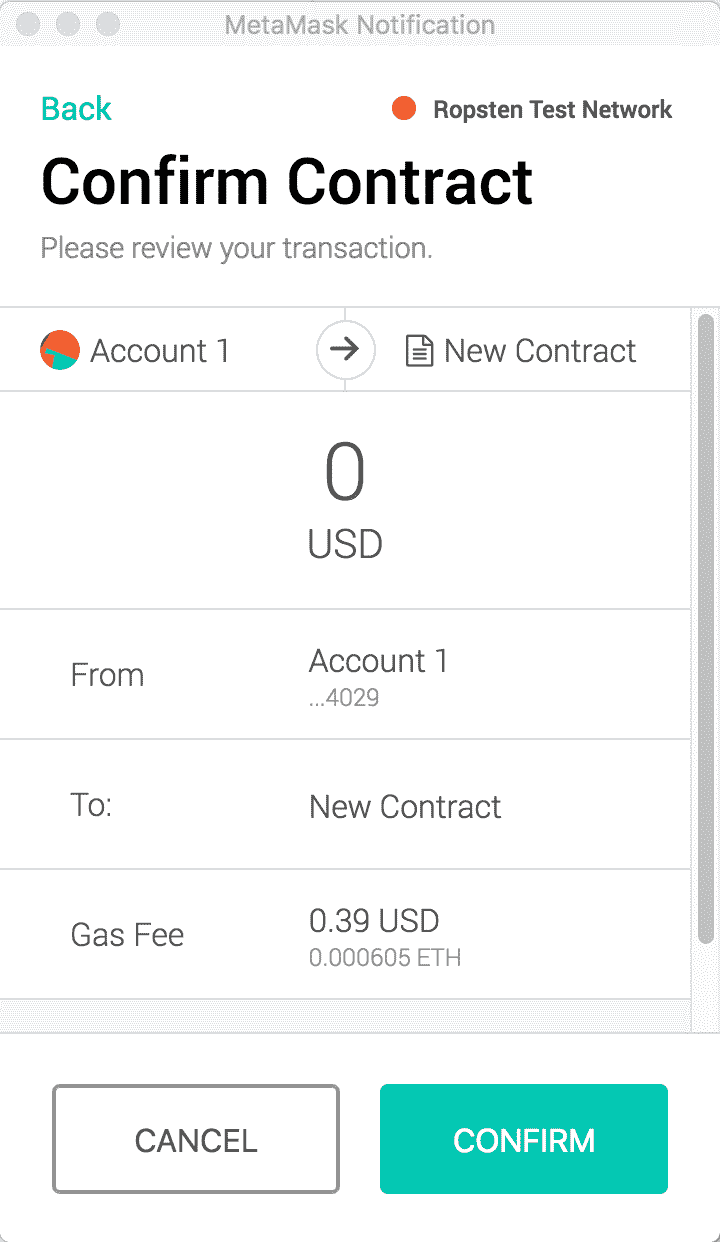 MetaMask Notification
Back
Ropsten Test Network
Confirm Contract
Please review your transaction.
Account 1
New Contract
0
USD
From
Account 1
...4029
To:
New Contract
Gas Fee
0.39 USD
0.000605 ETH
CANCEL
CONFIRM